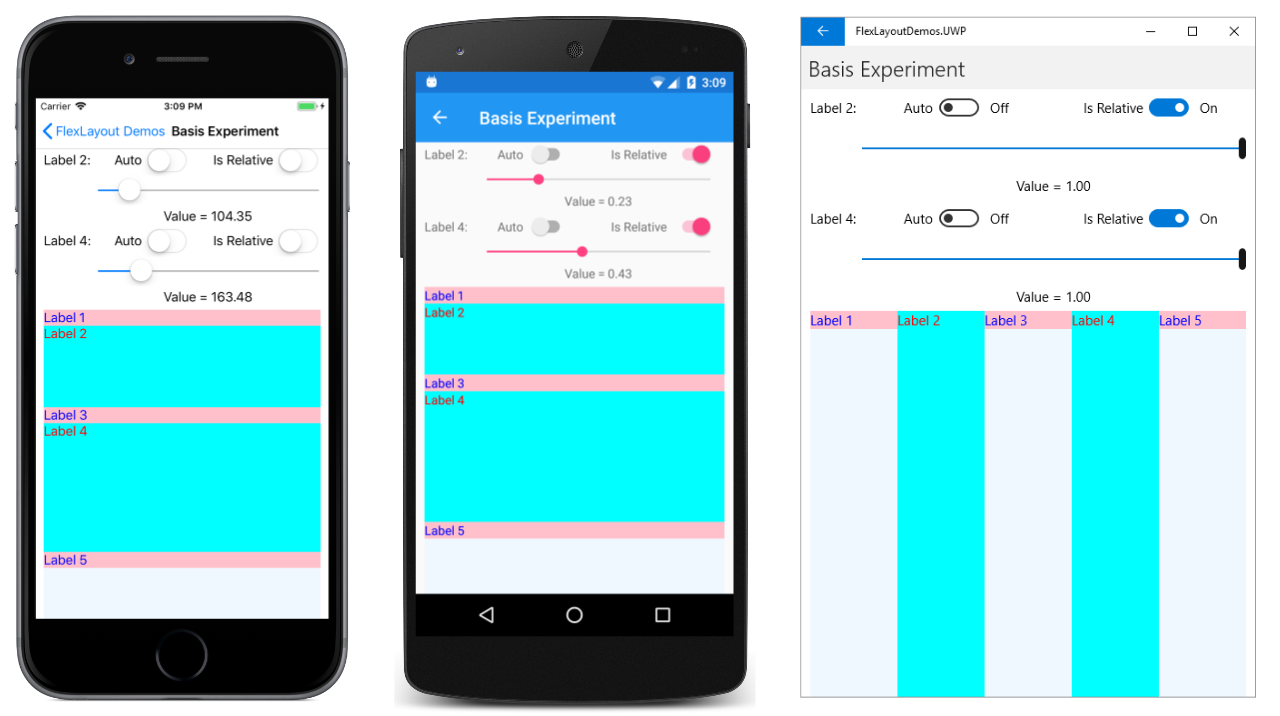 Carrier 3:09 PM
FlexLayout Demos Basis Experiment
Label 2: Auto Is Relative
Value = 104.35
Label 4: Auto Is Relative
Value = 163.48
Label 1
Label 2
Label 3
Label 4
Label 5
3:09
Basis Experiment
Label 2: Auto Is Relative
Value = 0.23
Label 4: Auto Is Relative
Value = 0.43
Label 1
Label 2
Label 3
Label 4
Label 5
FlexLayoutDemos.UWP
Basis Experiment
Label 2: Auto Off Is Relative On
Value = 1.00
Label 4: Auto Off Is Relative On
Value = 1.00
Label 1 Label 2 Label 3 Label 4 Label 5